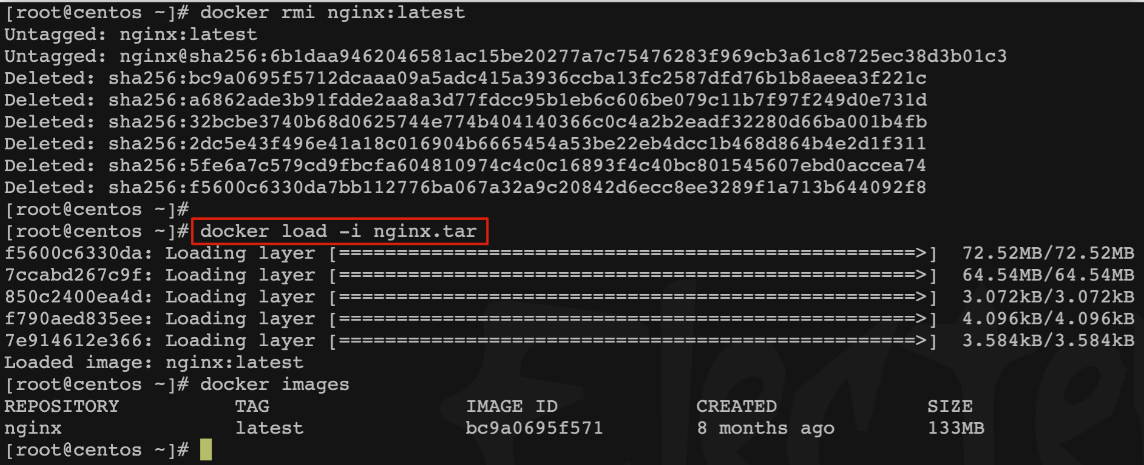 [root@centos ~]# docker rmi nginx:latest
Untagged: nginx:latest
Untagged: nginx@sha256:6b1daa9462046581ac15be20277a7c75476283f969cb3a61c8725ec38d3b01c3
Deleted: sha256:bc9a0695f5712dcaaa09a5adc415a3936ccba13fc2587dfd76b1b8aeea3f221c
Deleted: sha256:a6862ade3b91fdde2aa8a3d77fdcc95b1eb6c606be079c11b7f97f249d0e731d
Deleted: sha256:32bcbe3740b68d0625744e774b404140366c0c4a2b2eadf32280d66ba001b4fb
Deleted: sha256:2dc5e43f496e41a18c016904b6665454a53be22eb4dcc1b468d864b4e2d1f311
Deleted: sha256:5fe6a7c579cd9fbcfa604810974c4c0c16893f4c40bc801545607ebd0accea74
Deleted: sha256:f5600c6330da7bb112776ba067a32a9c20842d6ecc8ee3289f1a713b644092f8
[root@centos ~]#
[root@centos ~]# docker load -i nginx.tar
f5600c6330da: Loading layer [==================================================>]  72.52MB/72.52MB
7ccabd267c9f: Loading layer [==================================================>]  64.54MB/64.54MB
850c2400ea4d: Loading layer [==================================================>]  3.072kB/3.072kB
f790aed835ee: Loading layer [==================================================>]  4.096kB/4.096kB
7e914612e366: Loading layer [==================================================>]  3.584kB/3.584kB
Loaded image: nginx:latest
[root@centos ~]# docker images
REPOSITORY          TAG                 IMAGE ID            CREATED             SIZE
nginx               latest              bc9a0695f571        8 months ago        133MB
[root@centos ~]#